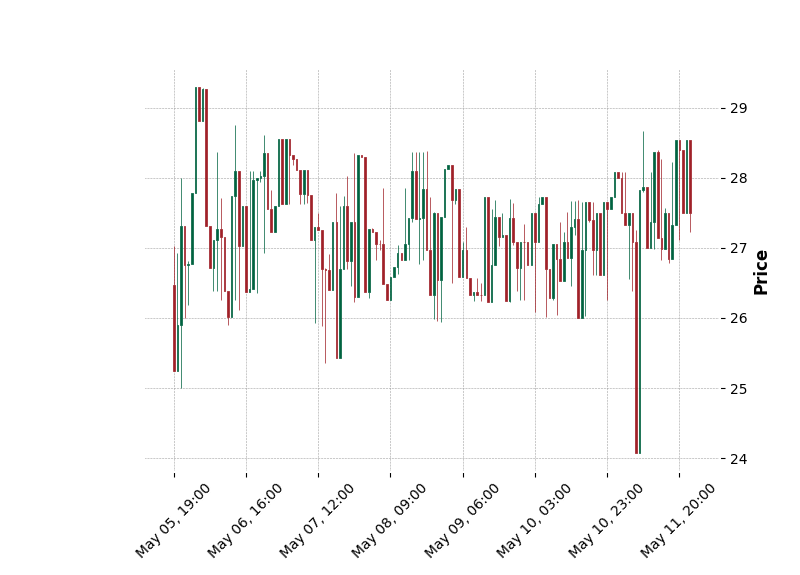 29
28
27
26
25
24
Price
May 05, 19:00
May 06, 16:00
May 07, 12:00
May 08, 09:00
May 09, 06:00
May 10, 03:00
May 10, 23:00
May 11, 20:00